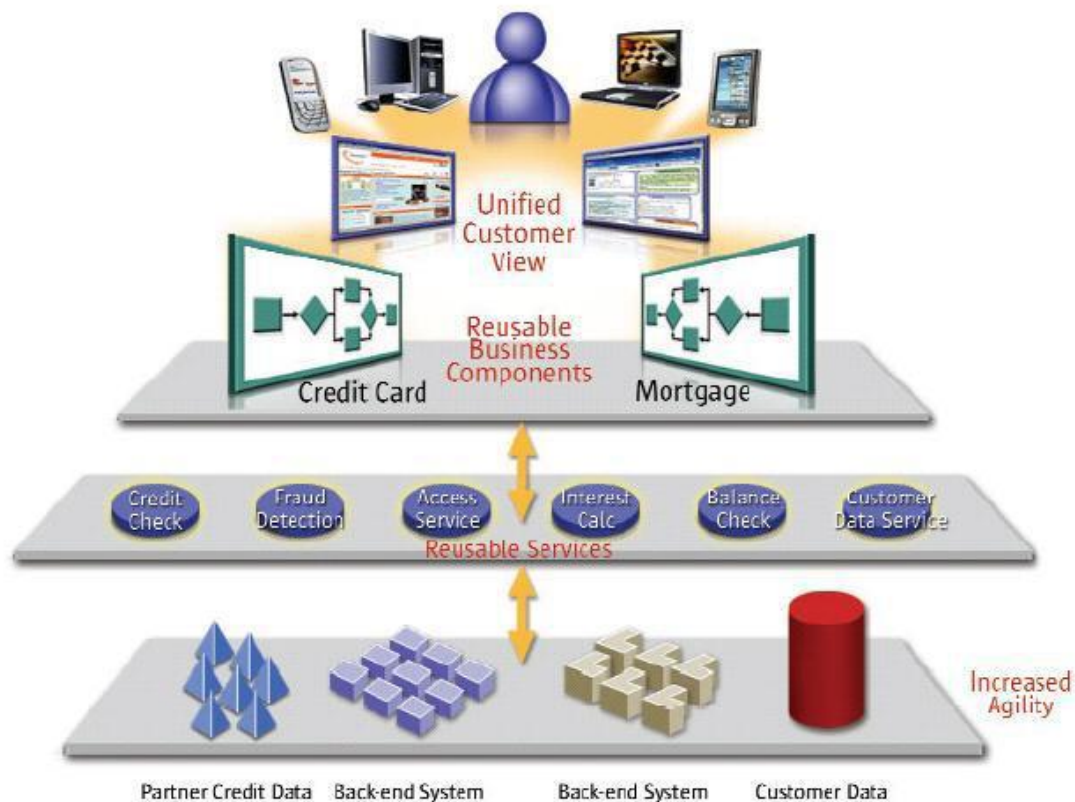 Unified
Customer
View
Reusable
Business
Components
Credit Card
Mortgage
Credit
Check
Fraud
Detection
Access
Service
Interest
Calc
Balance
Check
Customer
Data Service
Reusable Services
Increased
Agility
Partner Credit Data
Back-end System
Back-end System
Customer Data